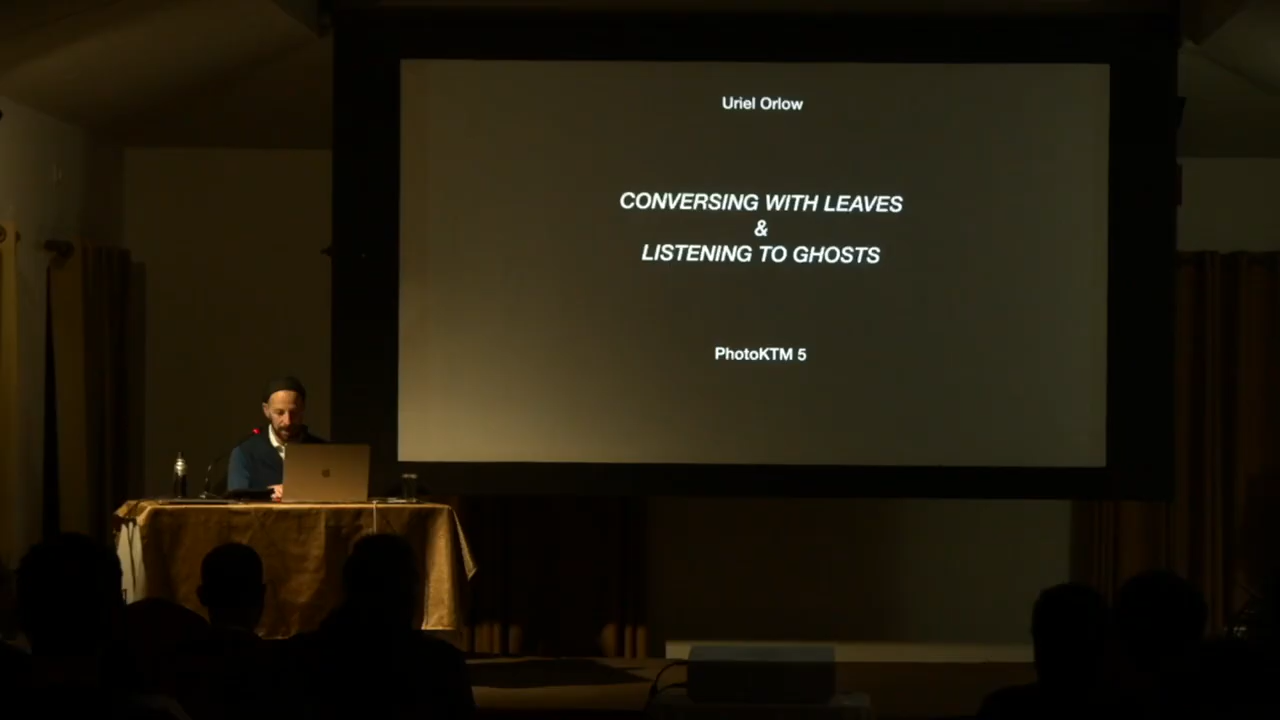 Uriel Orlow
CONVERSING WITH LEAVES
&
LISTENING TO GHOSTS
PhotoKTM 5